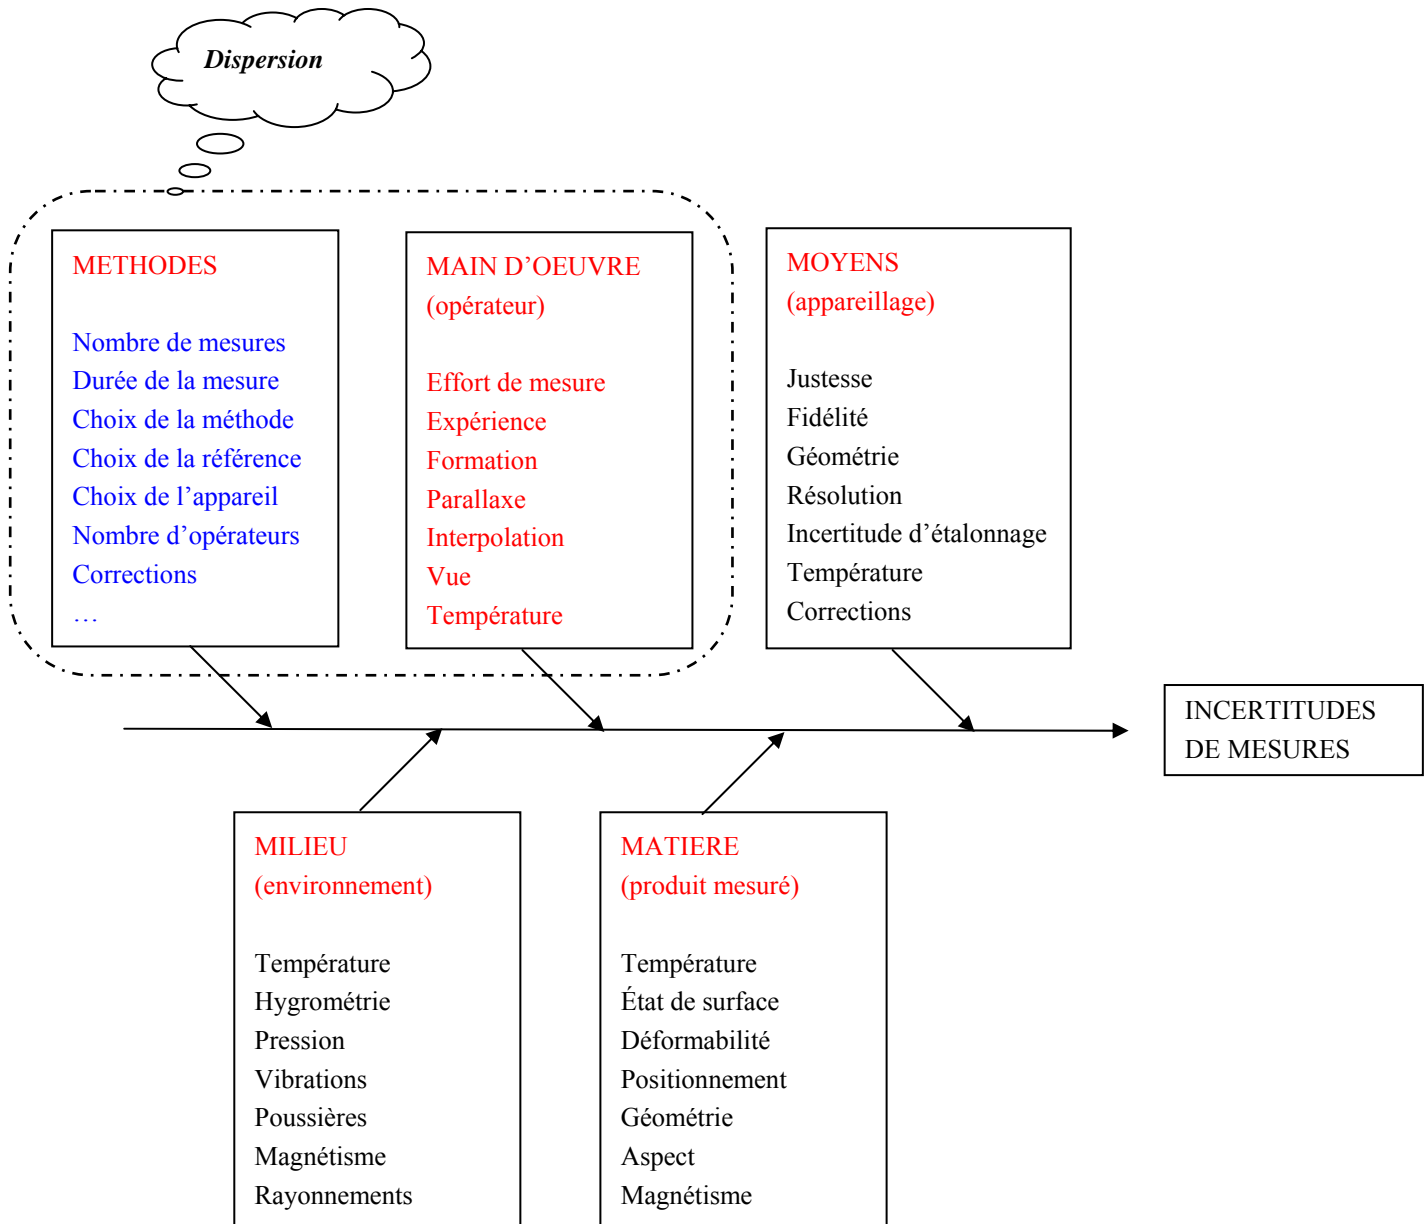 Dispersion
METHODES
Nombre de mesures
Durée de la mesure
Choix de la méthode
Choix de la référence
Choix de l’appareil
Nombre d’opérateurs
Corrections
…
MAIN D’OEUVRE
(opérateur)
Effort de mesure
Expérience
Formation
Parallaxe
Interpolation
Vue
Température
MOYENS
(appareillage)
Justesse
Fidélité
Géométrie
Résolution
Incertitude d’étalonnage
Température
Corrections
INCERTITUDES
DE MESURES
MILIEU
(environnement)
Température
Hygrométrie
Pression
Vibrations
Poussières
Magnétisme
Rayonnements
MATIERE
(produit mesuré)
Température
État de surface
Déformabilité
Positionnement
Géométrie
Aspect
Magnétisme